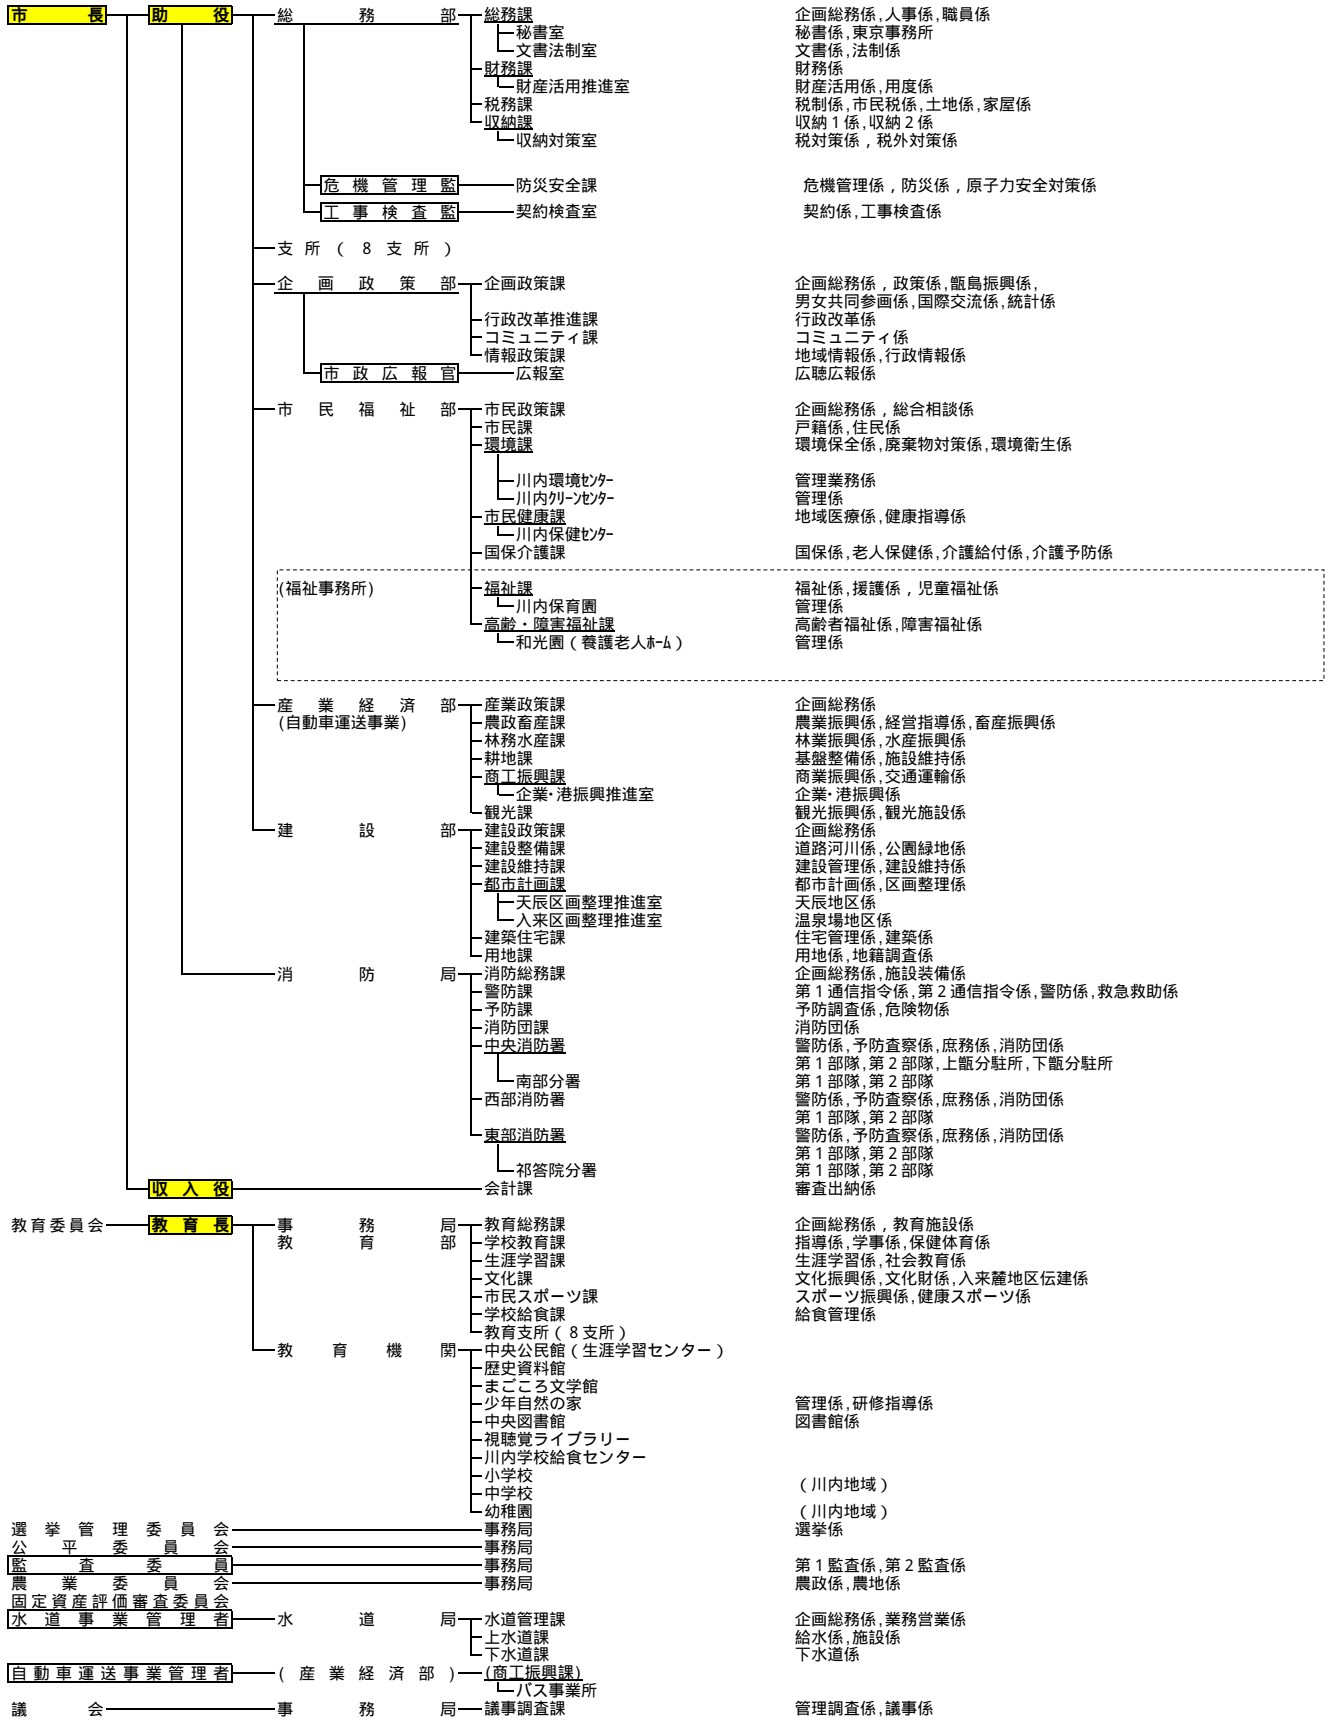 市長 助役 総務部 総務課 企画総務係,人事係,職員係
秘書室 秘書係,東京事務所
文書法制室 文書係,法制係
財務課 財務係
財産活用推進室 財産活用係,用度係
税務課 税制係,市民税係,土地係,家屋係
収納課 収納1係,収納2係
収納対策室 税対策係,税外対策係
危機管理監 防災安全課 危機管理係,防災係,原子力安全対策係
工事検査監 契約検査室 契約係,工事検査係
支所(8支所)
企画政策部 企画政策課 企画総務係,政策係,甑島振興係,
男女共同参画係,国際交流係,統計係
行政改革推進課 行政改革係
コミュニティ課 コミュニティ係
情報政策課 地域情報係,行政情報係
市政広報官 広報室 広聴広報係
市民福祉部 市民政策課 企画総務係,総合相談係
市民課 戸籍係,住民係
環境課 環境保全係,廃棄物対策係,環境衛生係
川内環境ｾﾝﾀｰ 管理業務係
川内ｸﾘｰﾝｾﾝﾀｰ 管理係
市民健康課 地域医療係,健康指導係
川内保健ｾﾝﾀｰ
国保介護課 国保係,老人保健係,介護給付係,介護予防係
(福祉事務所) 福祉課 福祉係,援護係,児童福祉係
川内保育園 管理係
高齢・障害福祉課 高齢者福祉係,障害福祉係
和光園(養護老人ﾎｰﾑ) 管理係
産業経済部 産業政策課 企画総務係
(自動車運送事業) 農政畜産課 農業振興係,経営指導係,畜産振興係
林務水産課 林業振興係,水産振興係
耕地課 基盤整備係,施設維持係
商工振興課 商業振興係,交通運輸係
企業・港振興推進室 企業・港振興係
観光課 観光振興係,観光施設係
建設部 建設政策課 企画総務係
建設整備課 道路河川係,公園緑地係
建設維持課 建設管理係,建設維持係
都市計画課 都市計画係,区画整理係
天辰区画整理推進室 天辰地区係
入来区画整理推進室 温泉場地区係
建築住宅課 住宅管理係,建築係
用地課 用地係,地籍調査係
消防局 消防総務課 企画総務係,施設装備係
警防課 第1通信指令係,第2通信指令係,警防係,救急救助係
予防課 予防調査係,危険物係
消防団課 消防団係
中央消防署 警防係,予防査察係,庶務係,消防団係
第1部隊,第2部隊,上甑分駐所,下甑分駐所
南部分署 第1部隊,第2部隊
西部消防署 警防係,予防査察係,庶務係,消防団係
第1部隊,第2部隊
東部消防署 警防係,予防査察係,庶務係,消防団係
第1部隊,第2部隊
祁答院分署 第1部隊,第2部隊
収入役 会計課 審査出納係
教育委員会 教育長 事務局 教育総務課 企画総務係,教育施設係
教育部 学校教育課 指導係,学事係,保健体育係
生涯学習課 生涯学習係,社会教育係
文化課 文化振興係,文化財係,入来麓地区伝建係
市民スポーツ課 スポーツ振興係,健康スポーツ係
学校給食課 給食管理係
教育支所(8支所)
教育機関 中央公民館(生涯学習センター)
歴史資料館
まごころ文学館
少年自然の家 管理係,研修指導係
中央図書館 図書館係
視聴覚ライブラリー
川内学校給食センター
小学校
(川内地域)
中学校
幼稚園 (川内地域)
選挙管理委員会 事務局 選挙係
公平委員会 事務局
監査委員 事務局 第1監査係,第2監査係
農業委員会 事務局 農政係,農地係
固定資産評価審査委員会
水道事業管理者 水道局 水道管理課 企画総務係,業務営業係
上水道課 給水係,施設係
下水道課 下水道係
自動車運送事業管理者 (産業経済部) (商工振興課)
バス事業所
議会 事務局 議事調査課 管理調査係,議事係